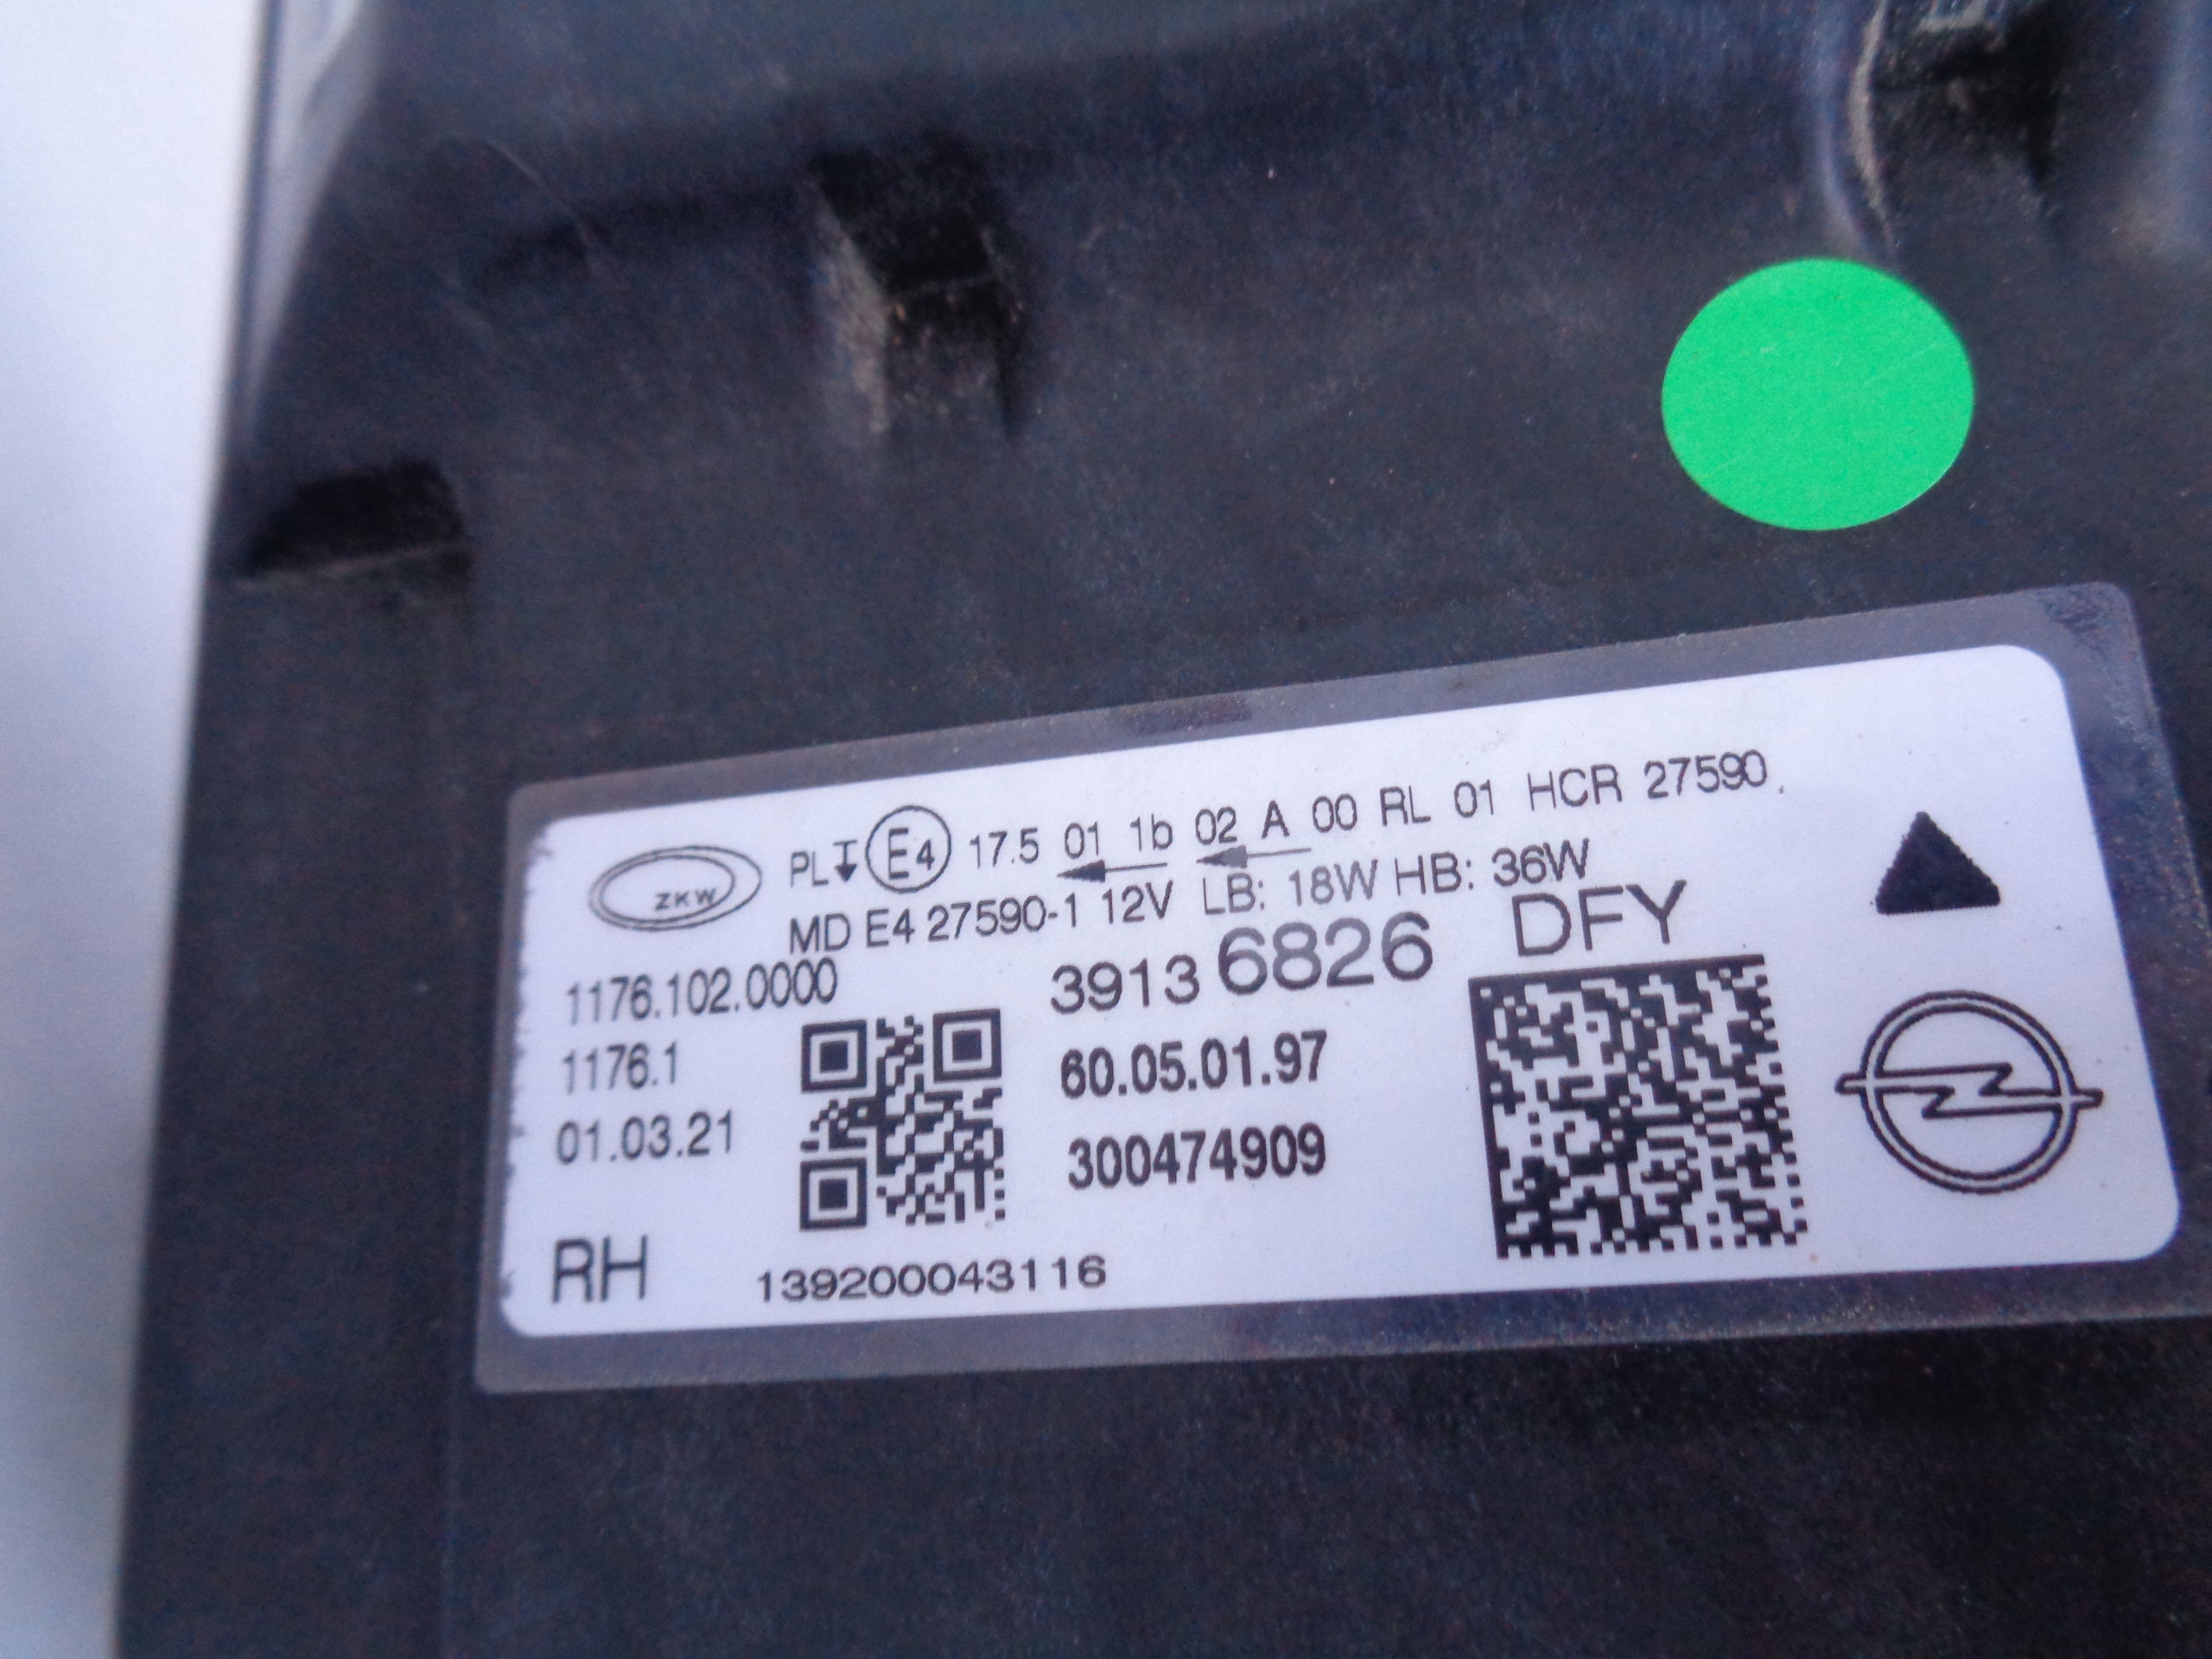 ZKW
PL E4 17.5 01 1b 02 A 00 RL 01 HCR 27590
MD E4 27590-1 12V LB: 18W HB: 36W
1176.102.0000
39136826 DFY
1176.1
60.05.01.97
01.03.21
300474909
RH
139200043116